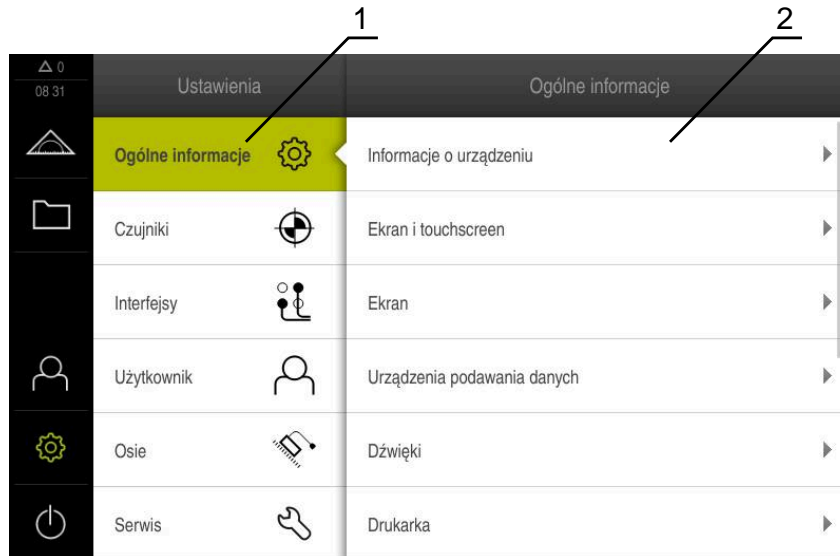 1
2
△ 0
08 31
Ustawienia
Ogólne informacje
Ogólne informacje
Czujniki
Interfejsy
Użytkownik
Osie
Serwis
Informacje o urządzeniu
Ekran i touchscreen
Ekran
Urządzenia podawania danych
Dźwięki
Drukarka